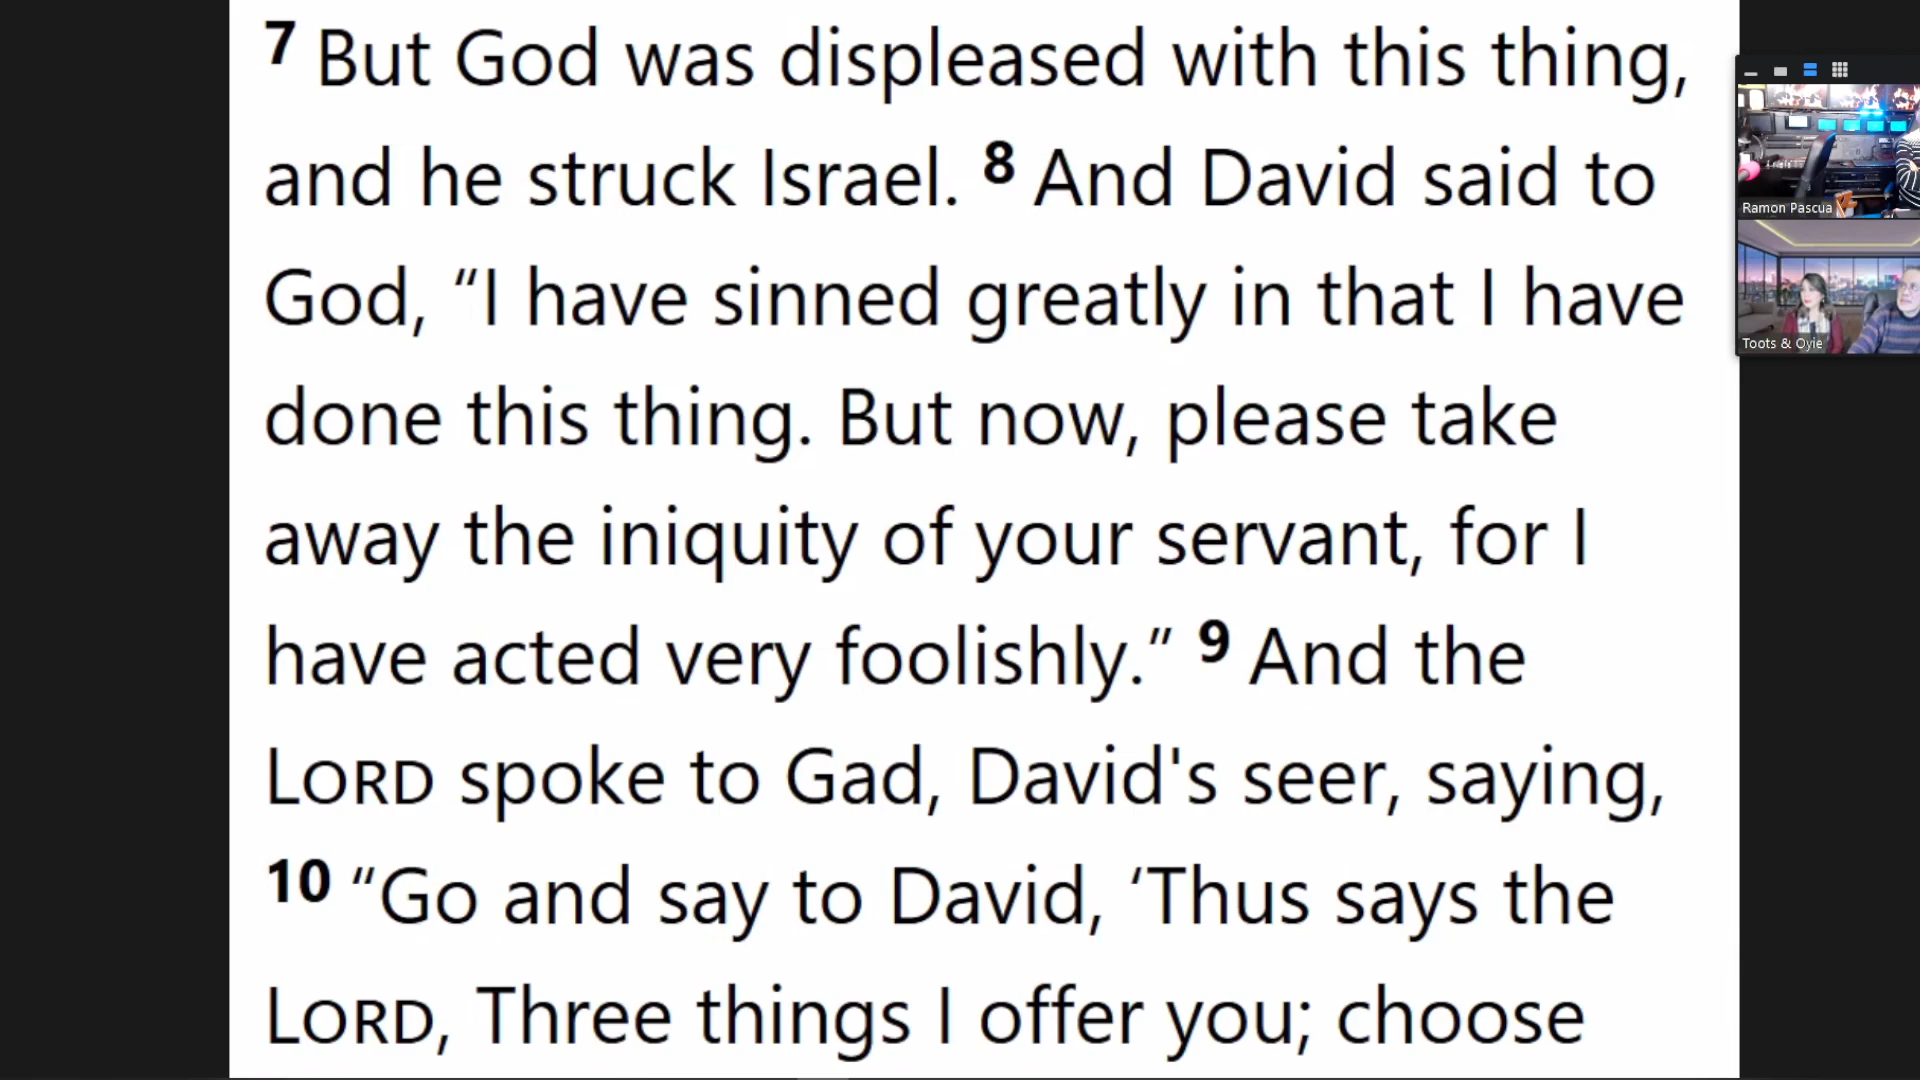 7 But God was displeased with this thing,
and he struck Israel. 8 And David said to
God, “I have sinned greatly in that I have
done this thing. But now, please take
away the iniquity of your servant, for I
have acted very foolishly.” 9 And the
LORD spoke to Gad, David's seer, saying,
10 “Go and say to David, ‘Thus says the
LORD, Three things I offer you; choose
Ramon Pascua
Toots & Oyie